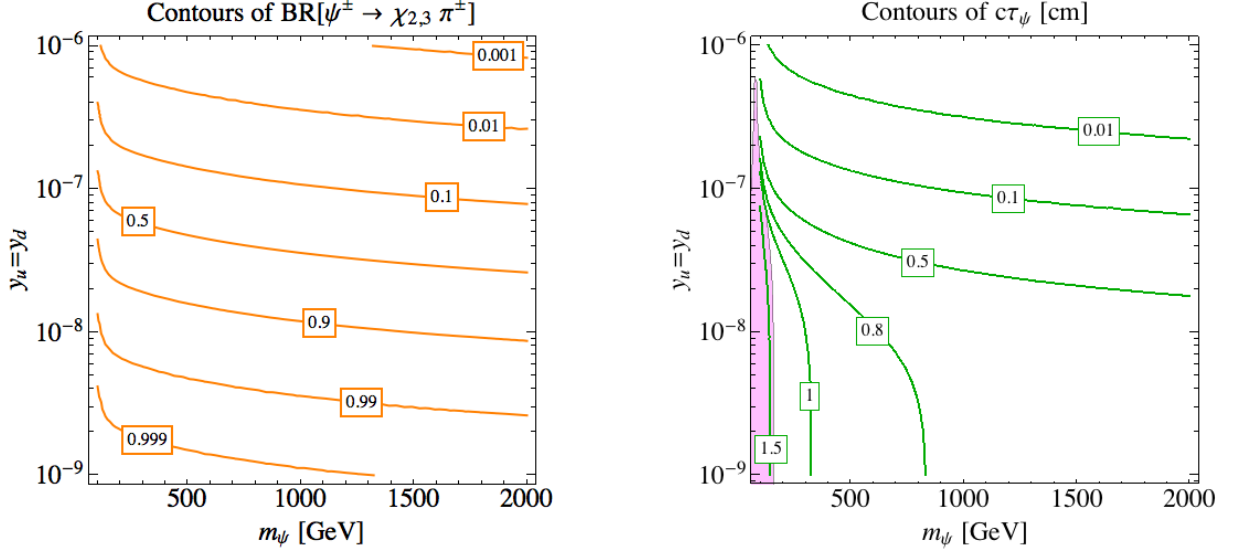 Contours of BR[ψ± → χ2,3 π±]
10⁻⁶
10⁻⁷
10⁻⁸
10⁻⁹
yu=yd
0.001
0.01
0.1
0.5
0.9
0.99
0.999
500 1000 1500 2000
mψ [GeV]
Contours of cτψ [cm]
10⁻⁶
10⁻⁷
10⁻⁸
10⁻⁹
yu=yd
0.01
0.1
0.5
0.8
1
1.5
500 1000 1500 2000
mψ [GeV]